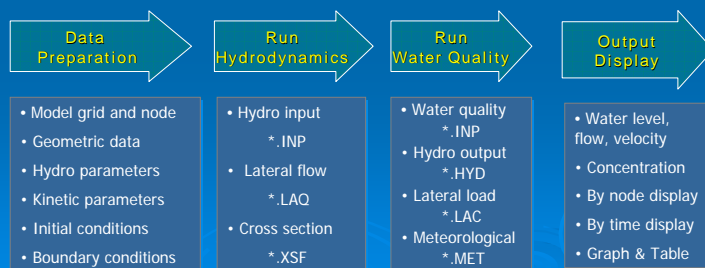 Data
Preparation
• Model grid and node
• Geometric data
• Hydro parameters
• Kinetic parameters
• Initial conditions
• Boundary conditions
Run
Hydrodynamics
• Hydro input
*.INP
• Lateral flow
*.LAQ
• Cross section
*.XSF
Run
Water Quality
• Water quality
*.INP
• Hydro output
*.HYD
• Lateral load
*.LAC
• Meteorological
*.MET
Output
Display
• Water level,
flow, velocity
• Concentration
• By node display
• By time display
• Graph & Table